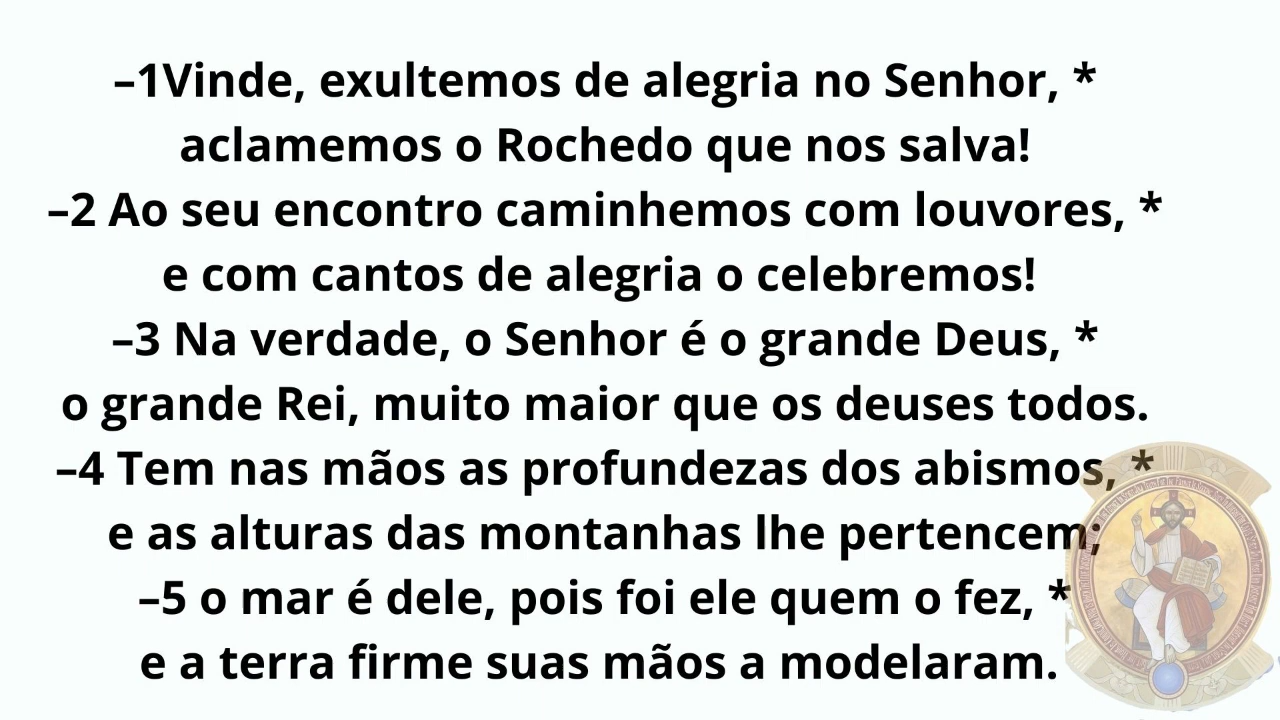 –1Vinde, exultemos de alegria no Senhor, *
aclamemos o Rochedo que nos salva!
–2 Ao seu encontro caminhemos com louvores, *
e com cantos de alegria o celebremos!
–3 Na verdade, o Senhor é o grande Deus, *
o grande Rei, muito maior que os deuses todos.
–4 Tem nas mãos as profundezas dos abismos, *
e as alturas das montanhas lhe pertencem;
–5 o mar é dele, pois foi ele quem o fez, *
e a terra firme suas mãos a modelaram.